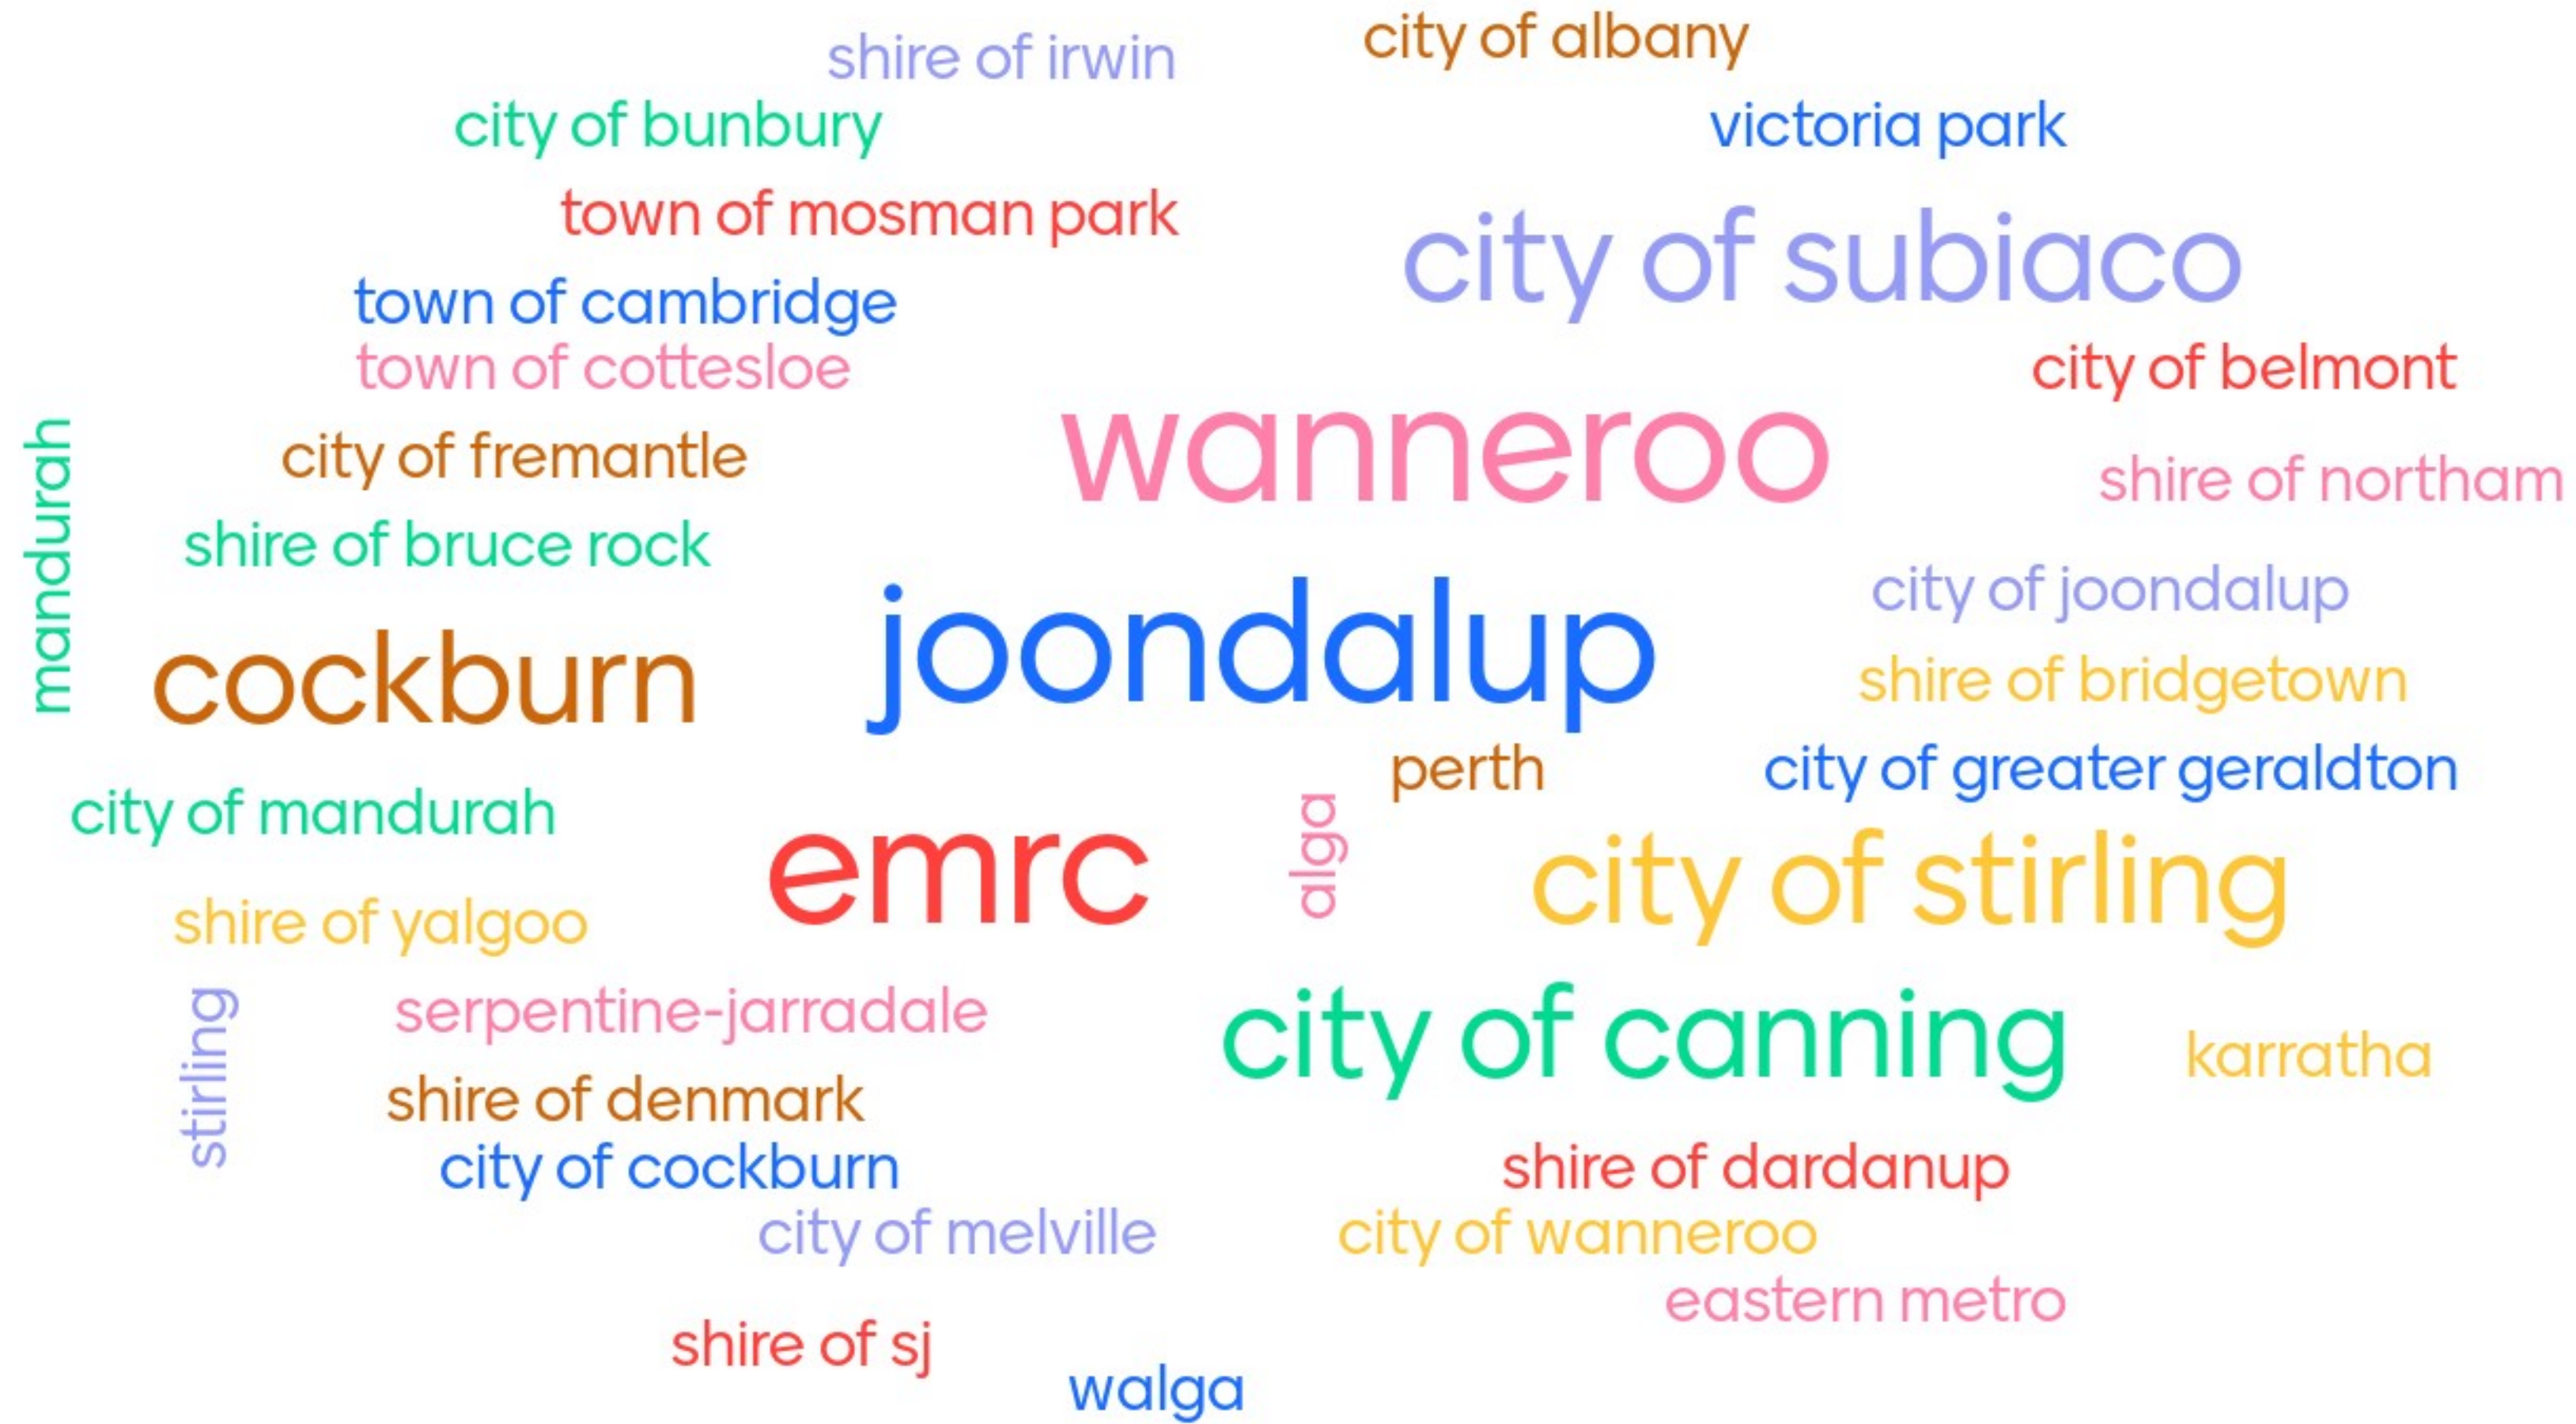 city of albany
shire of irwin
city of bunbury
victoria park
town of mosman park
city of subiaco
town of cambridge
town of cottesloe
city of belmont
wanneroo
city of fremantle
shire of northam
mandurah
shire of bruce rock
city of joondalup
joondalup
cockburn
shire of bridgetown
perth
city of greater geraldton
city of mandurah
alga
emrc
city of stirling
shire of yalgoo
serpentine-jarradale
city of canning
karratha
stirling
shire of denmark
city of cockburn
shire of dardanup
city of melville
city of wanneroo
eastern metro
shire of sj
walga